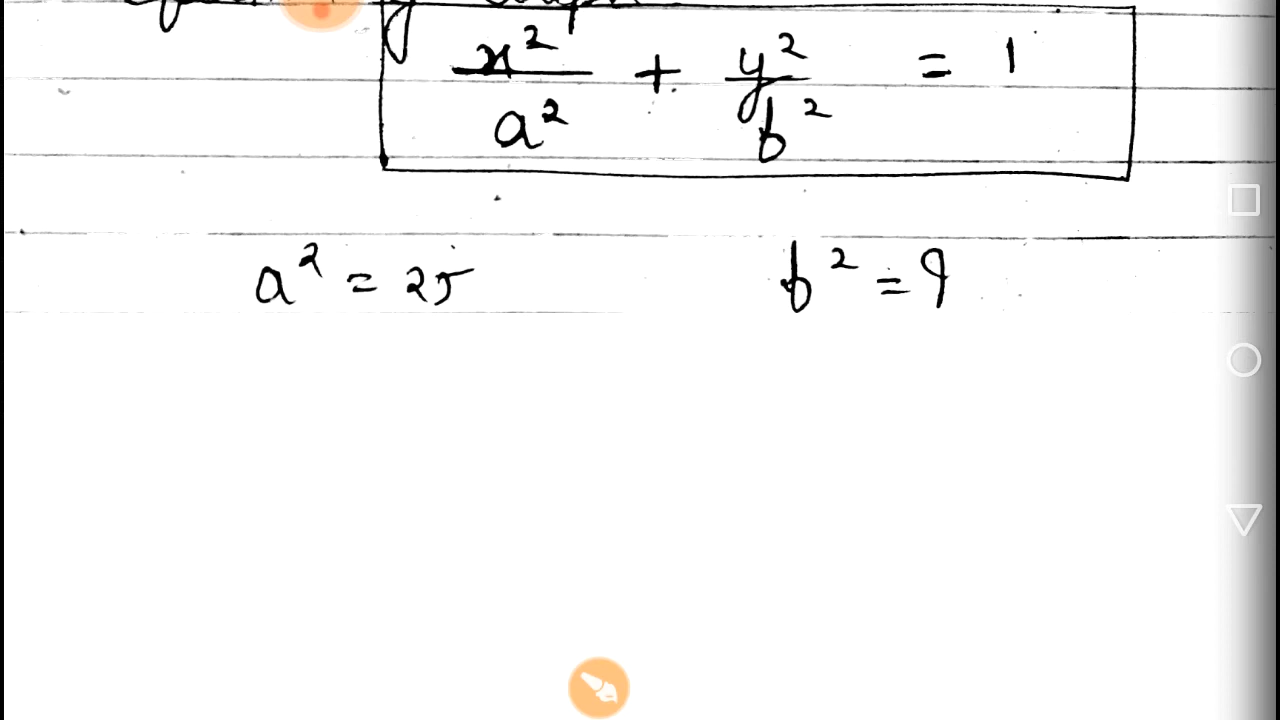 x² / a² + y² / b² = 1
a² = 25 b² = 9